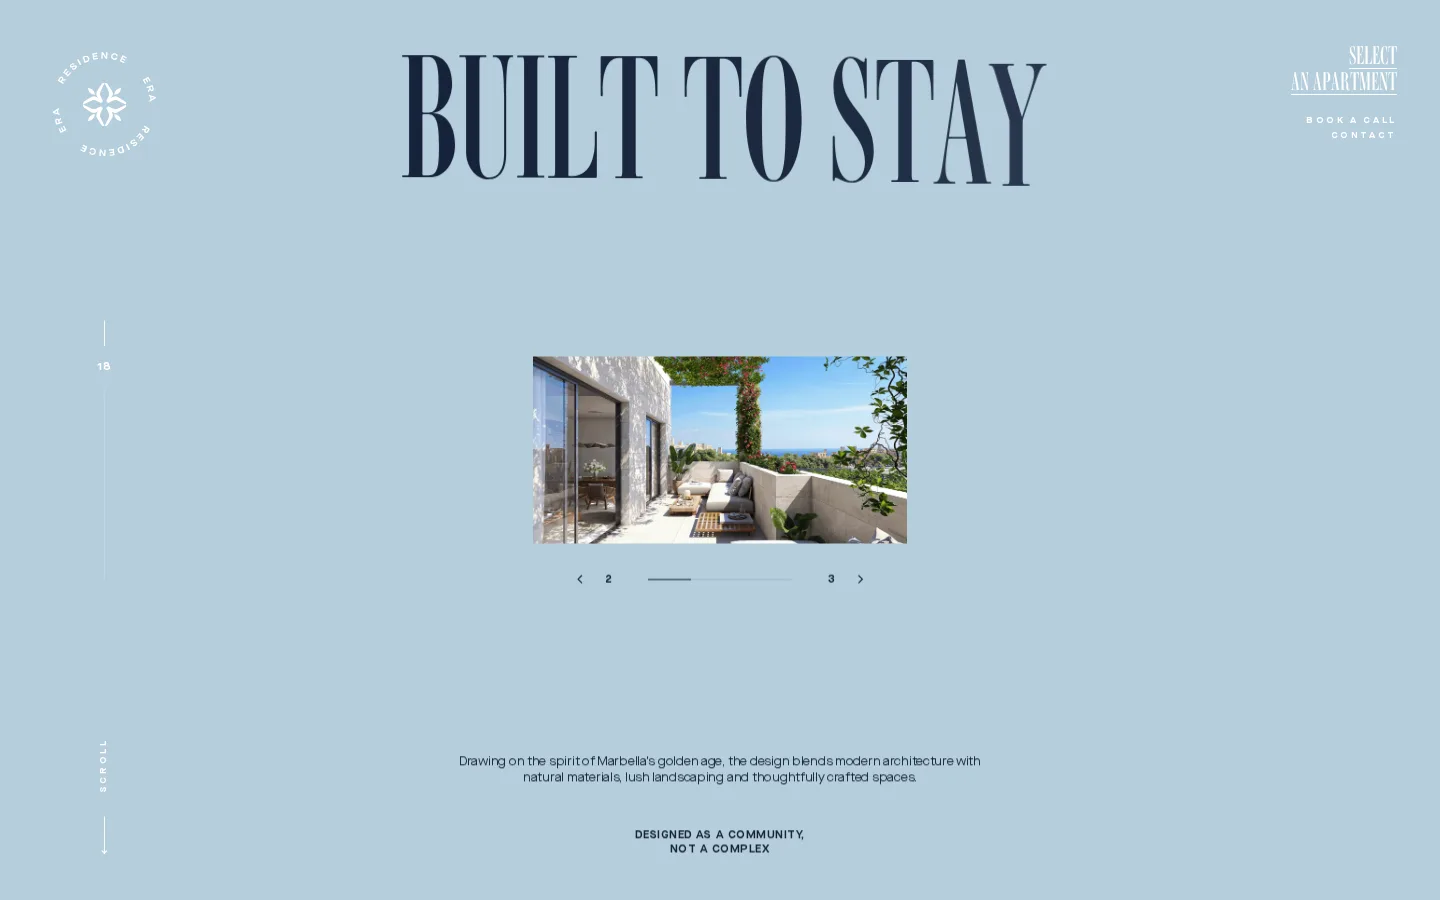 RESIDENCE ERA RESIDENCE ERA
BUILT TO STAY
SELECT
AN APARTMENT
BOOK A CALL
CONTACT
18
2 3
SCROLL
Drawing on the spirit of Marbella's golden age, the design blends modern architecture with
natural materials, lush landscaping and thoughtfully crafted spaces.
DESIGNED AS A COMMUNITY,
NOT A COMPLEX